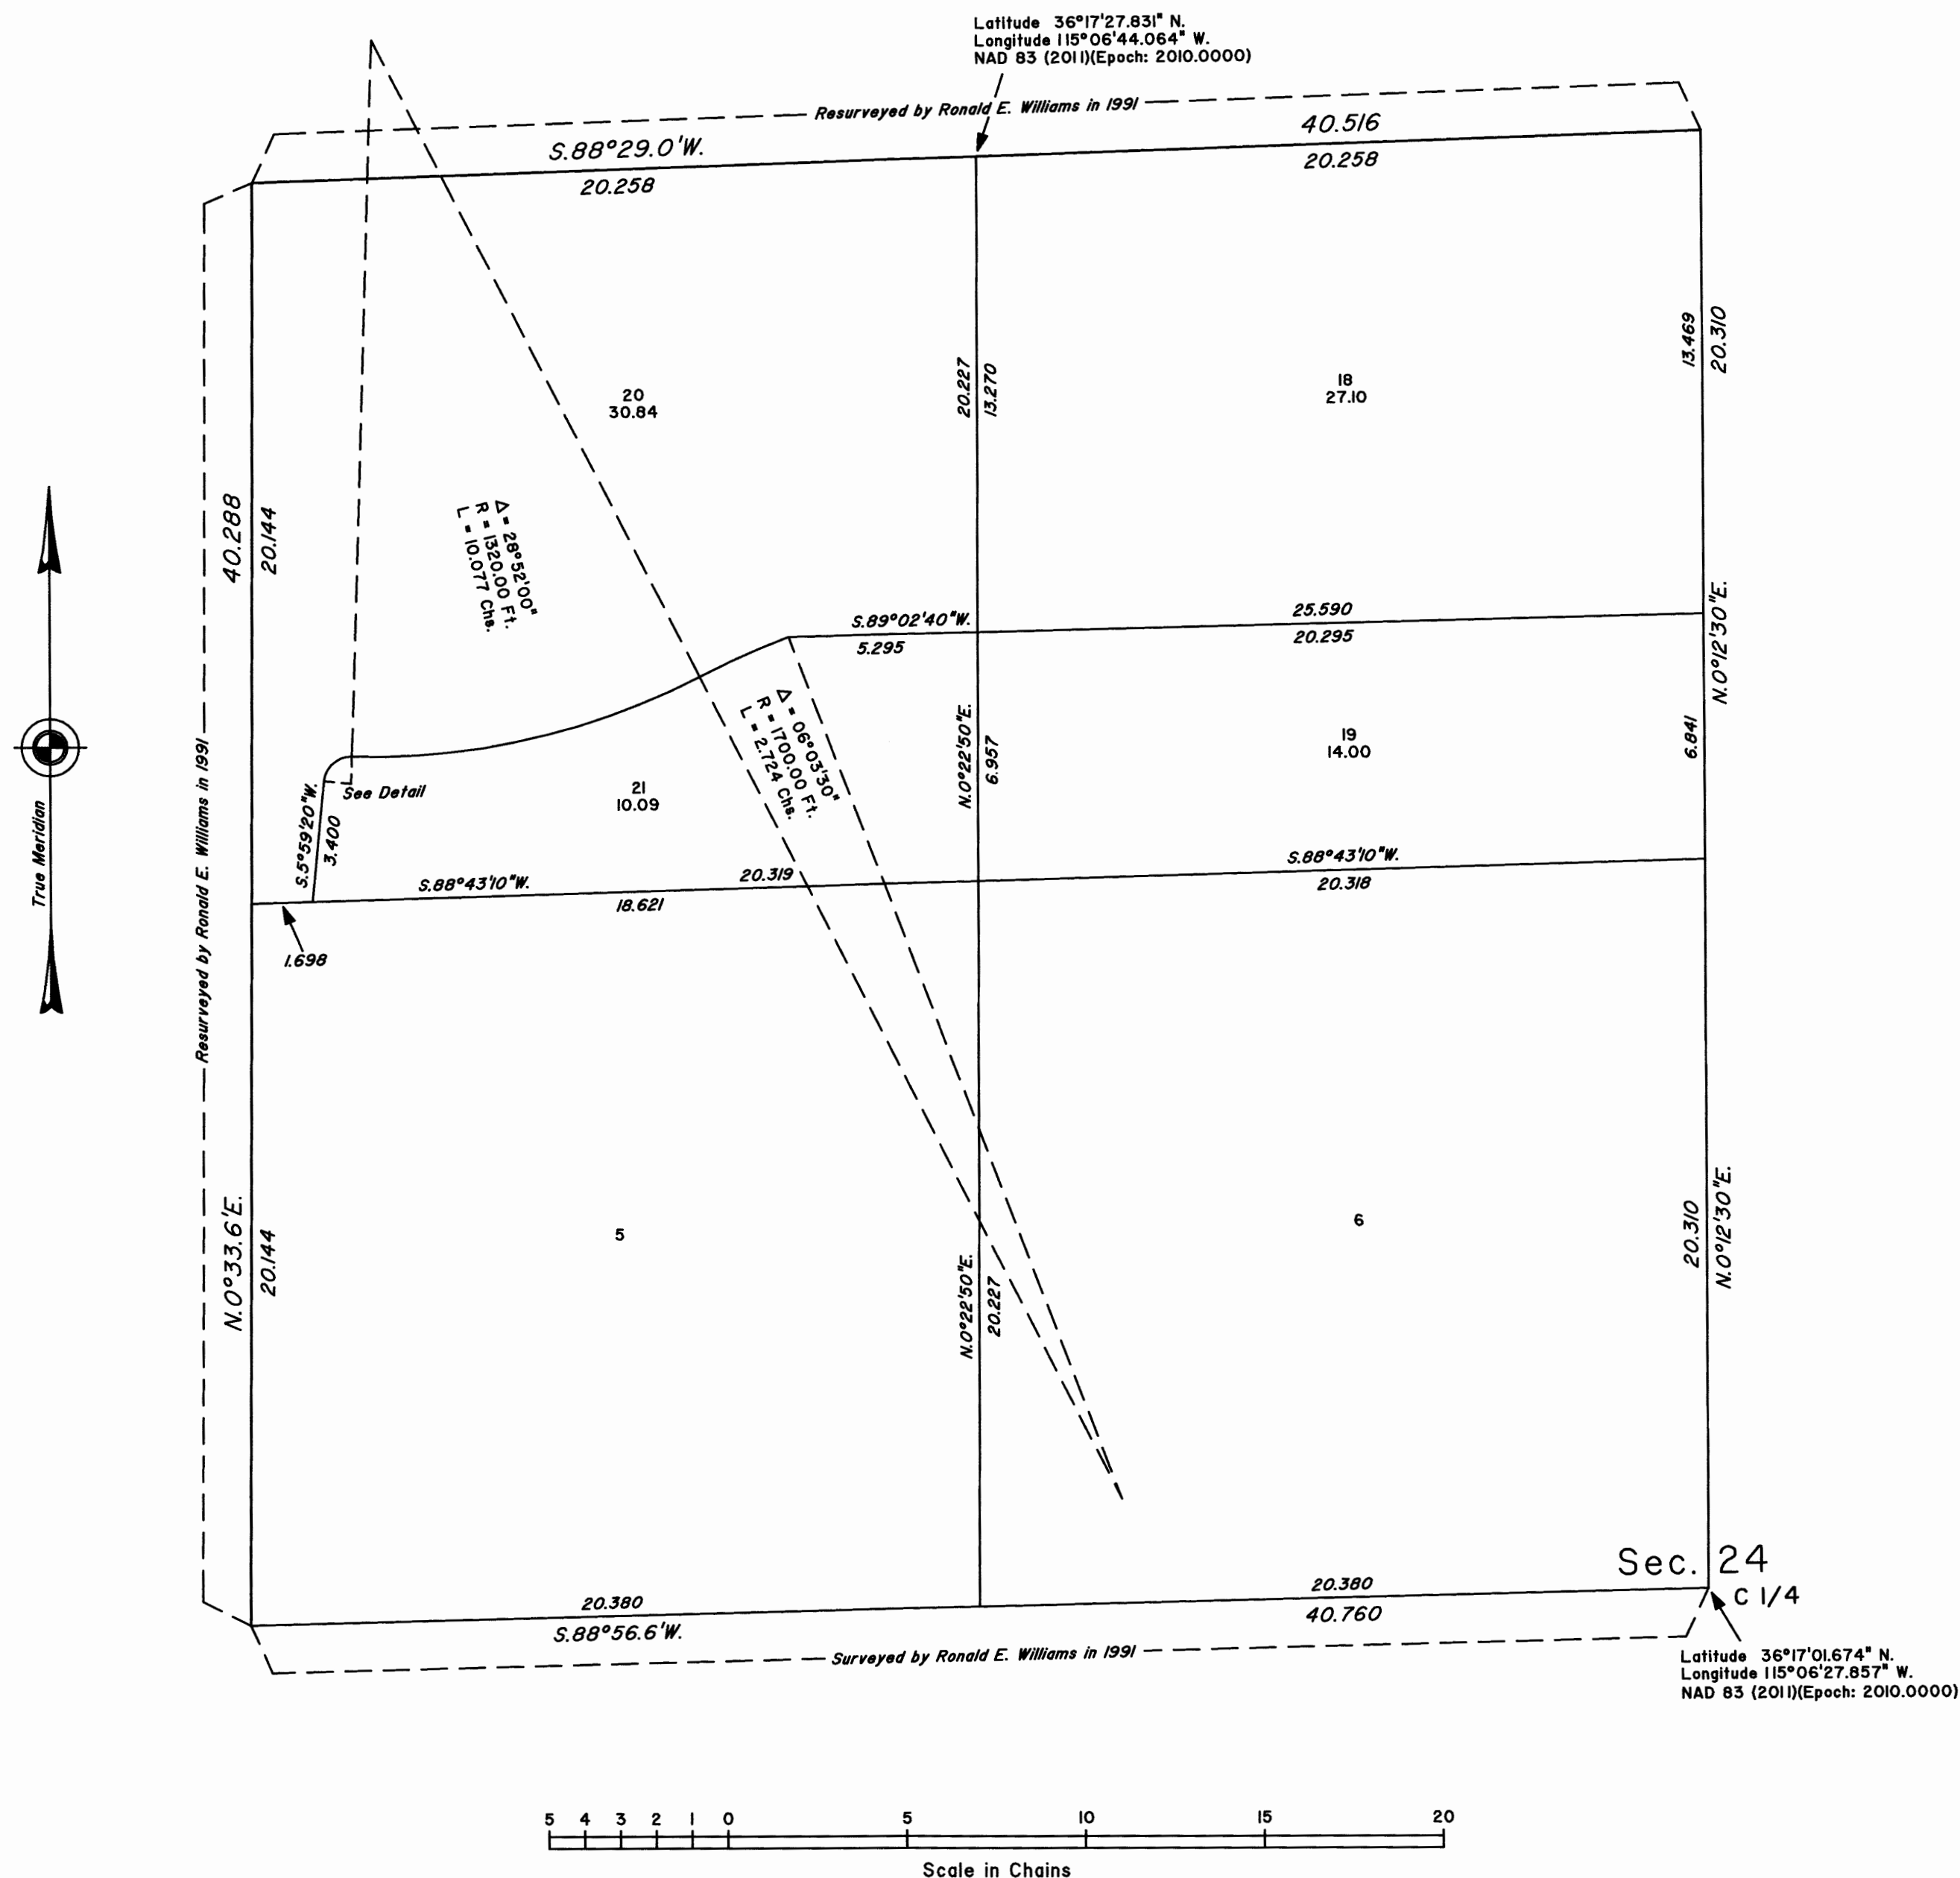 Latitude 36°17'27.831" N.
Longitude 115°06'44.064" W.
NAD 83 (2011)(Epoch: 2010.0000)
Resurveyed by Ronald E. Williams in 1991
S.88°29.0'W.
40.516
20.258
20.258
40.288
20.144
20
30.84
20.227
13.270
18
27.10
13.469
20.310
Δ = 28°52'00"
R = 1320.00 Ft.
L = 10.077 Chs.
S.89°02'40"W.
5.295
25.590
20.295
N.0°12'30"E.
Δ = 06°03'30"
R = 1700.00 Ft.
L = 2.724 Chs.
N.0°22'50"E.
6.957
19
14.00
6.841
True Meridian
Resurveyed by Ronald E. Williams in 1991
S.5°59'20"W.
3.400
See Detail
21
10.09
S.88°43'10"W.
20.319
18.621
S.88°43'10"W.
20.318
1.698
N.0°33.6'E.
20.144
5
N.0°22'50"E.
20.227
6
20.310
N.0°12'30"E.
Sec. 24
C 1/4
20.380
S.88°56.6'W.
20.380
40.760
Surveyed by Ronald E. Williams in 1991
Latitude 36°17'01.674" N.
Longitude 115°06'27.857" W.
NAD 83 (2011)(Epoch: 2010.0000)
5 4 3 2 1 0 5 10 15 20
Scale in Chains